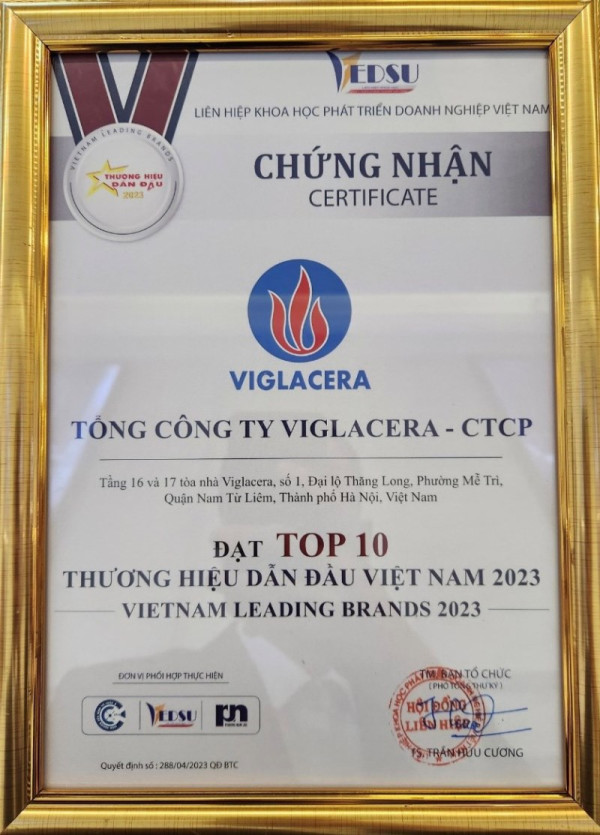 VEDSU
LIÊN HIỆP KHOA HỌC PHÁT TRIỂN DOANH NGHIỆP VIỆT NAM
VIETNAM LEADING BRANDS
THƯƠNG HIỆU
DẪN ĐẦU
2023
CHỨNG NHẬN
CERTIFICATE
VIGLACERA
TỔNG CÔNG TY VIGLACERA - CTCP
Tầng 16 và 17 tòa nhà Viglacera, số 1, Đại lộ Thăng Long, Phường Mễ Trì,
Quận Nam Từ Liêm, Thành phố Hà Nội, Việt Nam
ĐẠT TOP 10
THƯƠNG HIỆU DẪN ĐẦU VIỆT NAM 2023
VIETNAM LEADING BRANDS 2023
ĐƠN VỊ PHỐI HỢP THỰC HIỆN
VEDSU
TM. BAN TỔ CHỨC
( PHÓ TỔNG THƯ KÝ )
HỘI ĐỒNG
LIÊN HIỆP
TS. TRẦN HỮU CƯƠNG
Quyết định số : 288/04/2023 QĐ BTC